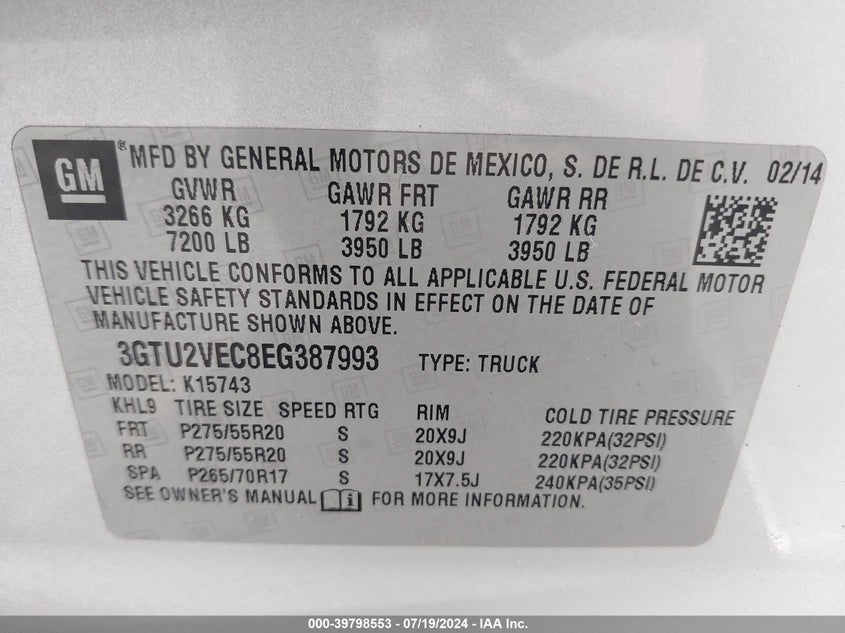 GM ® MFD BY GENERAL MOTORS DE MEXICO, S. DE R.L. DE C.V. 02/14
GVWR GAWR FRT GAWR RR
3266 KG 1792 KG 1792 KG
7200 LB 3950 LB 3950 LB
THIS VEHICLE CONFORMS TO ALL APPLICABLE U.S. FEDERAL MOTOR
VEHICLE SAFETY STANDARDS IN EFFECT ON THE DATE OF
MANUFACTURE SHOWN ABOVE.
3GTU2VEC8EG387993 TYPE: TRUCK
MODEL: K15743
KHL9 TIRE SIZE SPEED RTG RIM COLD TIRE PRESSURE
FRT P275/55R20 S 20X9J 220KPA(32PSI)
RR P275/55R20 S 20X9J 220KPA(32PSI)
SPA P265/70R17 S 17X7.5J 240KPA(35PSI)
SEE OWNER'S MANUAL i FOR MORE INFORMATION.
000-39798553 - 07/19/2024 - IAA Inc.